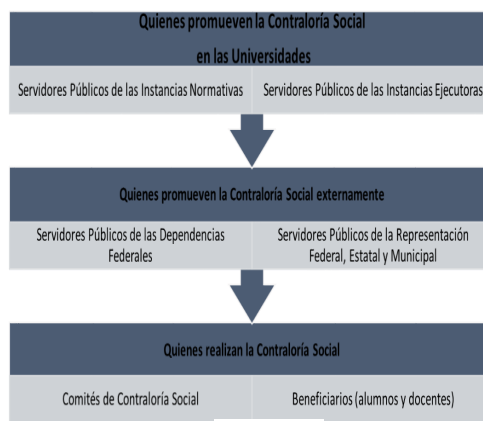 Quienes promueven la Contraloría Social
en las Universidades
Servidores Públicos de las Instancias Normativas
Servidores Públicos de las Instancias Ejecutoras
Quienes promueven la Contraloría Social externamente
Servidores Públicos de las Dependencias
Federales
Servidores Públicos de la Representación
Federal, Estatal y Municipal
Quienes realizan la Contraloría Social
Comités de Contraloría Social
Beneficiarios (alumnos y docentes)